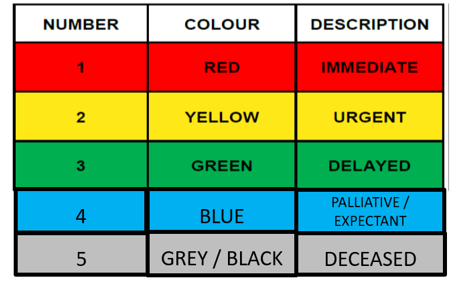 NUMBER COLOUR DESCRIPTION
1 RED IMMEDIATE
2 YELLOW URGENT
3 GREEN DELAYED
4 BLUE PALLIATIVE /
EXPECTANT
5 GREY / BLACK DECEASED